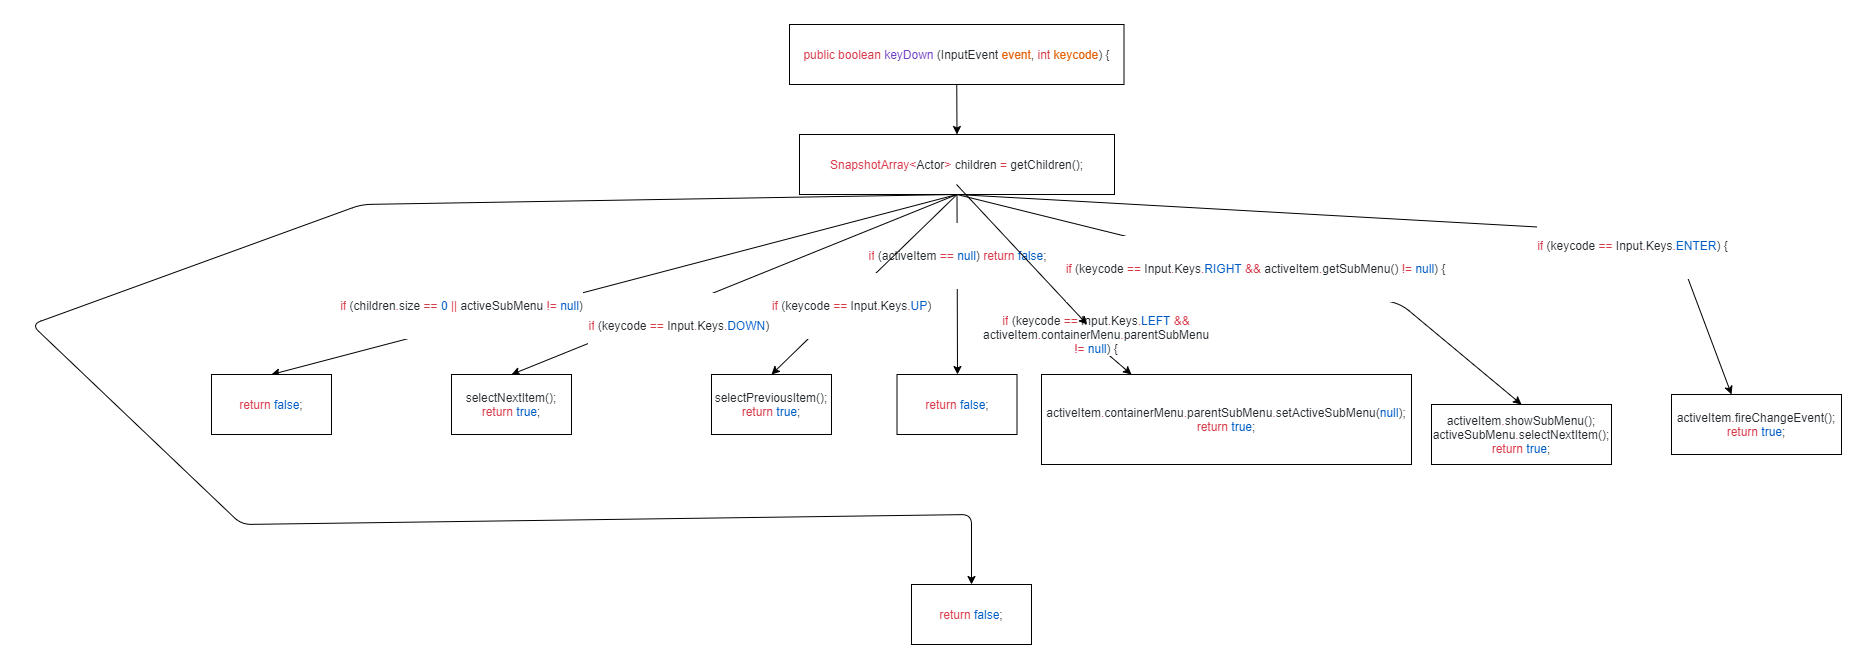 public boolean keyDown (InputEvent event, int keycode) {
SnapshotArray<Actor> children = getChildren();
if (keycode == Input.Keys.ENTER) {
if (activeItem == null) return false;
if (keycode == Input.Keys.RIGHT && activeItem.getSubMenu() != null) {
if (children.size == 0 || activeSubMenu != null)
if (keycode == Input.Keys.UP)
if (keycode == Input.Keys.DOWN)
if (keycode == Input.Keys.LEFT &&
activeItem.containerMenu.parentSubMenu
!= null) {
return false;
selectNextItem();
return true;
selectPreviousItem();
return true;
return false;
activeItem.containerMenu.parentSubMenu.setActiveSubMenu(null);
return true;
activeItem.showSubMenu();
activeSubMenu.selectNextItem();
return true;
activeItem.fireChangeEvent();
return true;
return false;